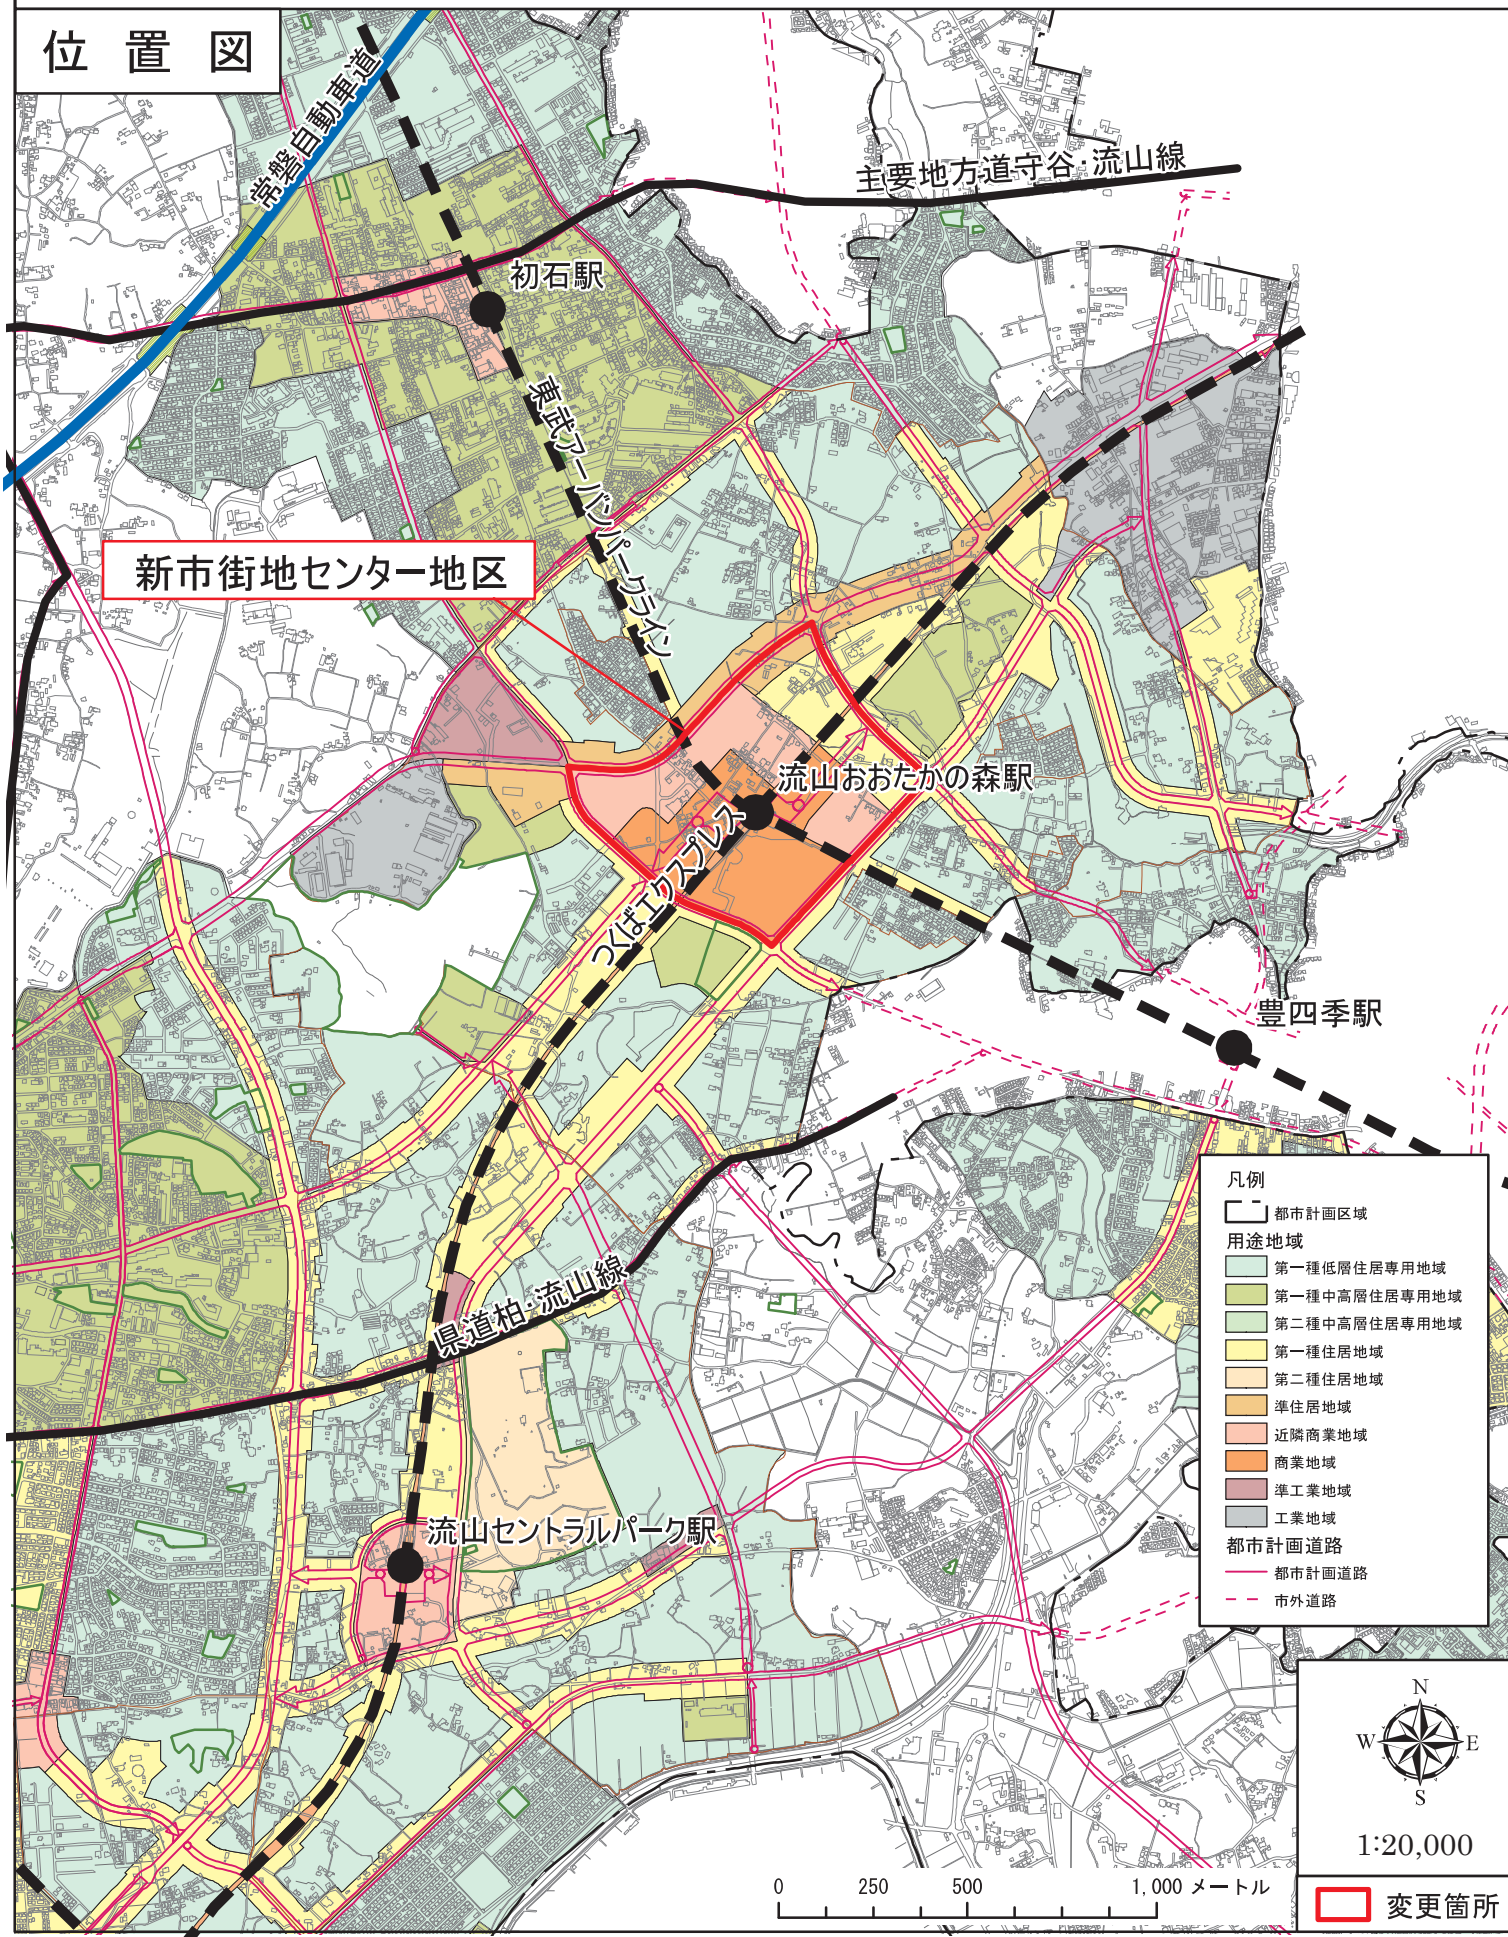 位置図
常磐自動車道
主要地方道守谷・流山線
初石駅
東武アーバンパークライン
新市街地センター地区
流山おおたかの森駅
つくばエクスプレス
豊四季駅
県道柏・流山線
流山セントラルパーク駅
凡例
都市計画区域
用途地域
第一種低層住居専用地域
第一種中高層住居専用地域
第二種中高層住居専用地域
第一種住居地域
第二種住居地域
準住居地域
近隣商業地域
商業地域
準工業地域
工業地域
都市計画道路
都市計画道路
市外道路
N
W E
S
1:20,000
0 250 500 1,000 メートル
変更箇所